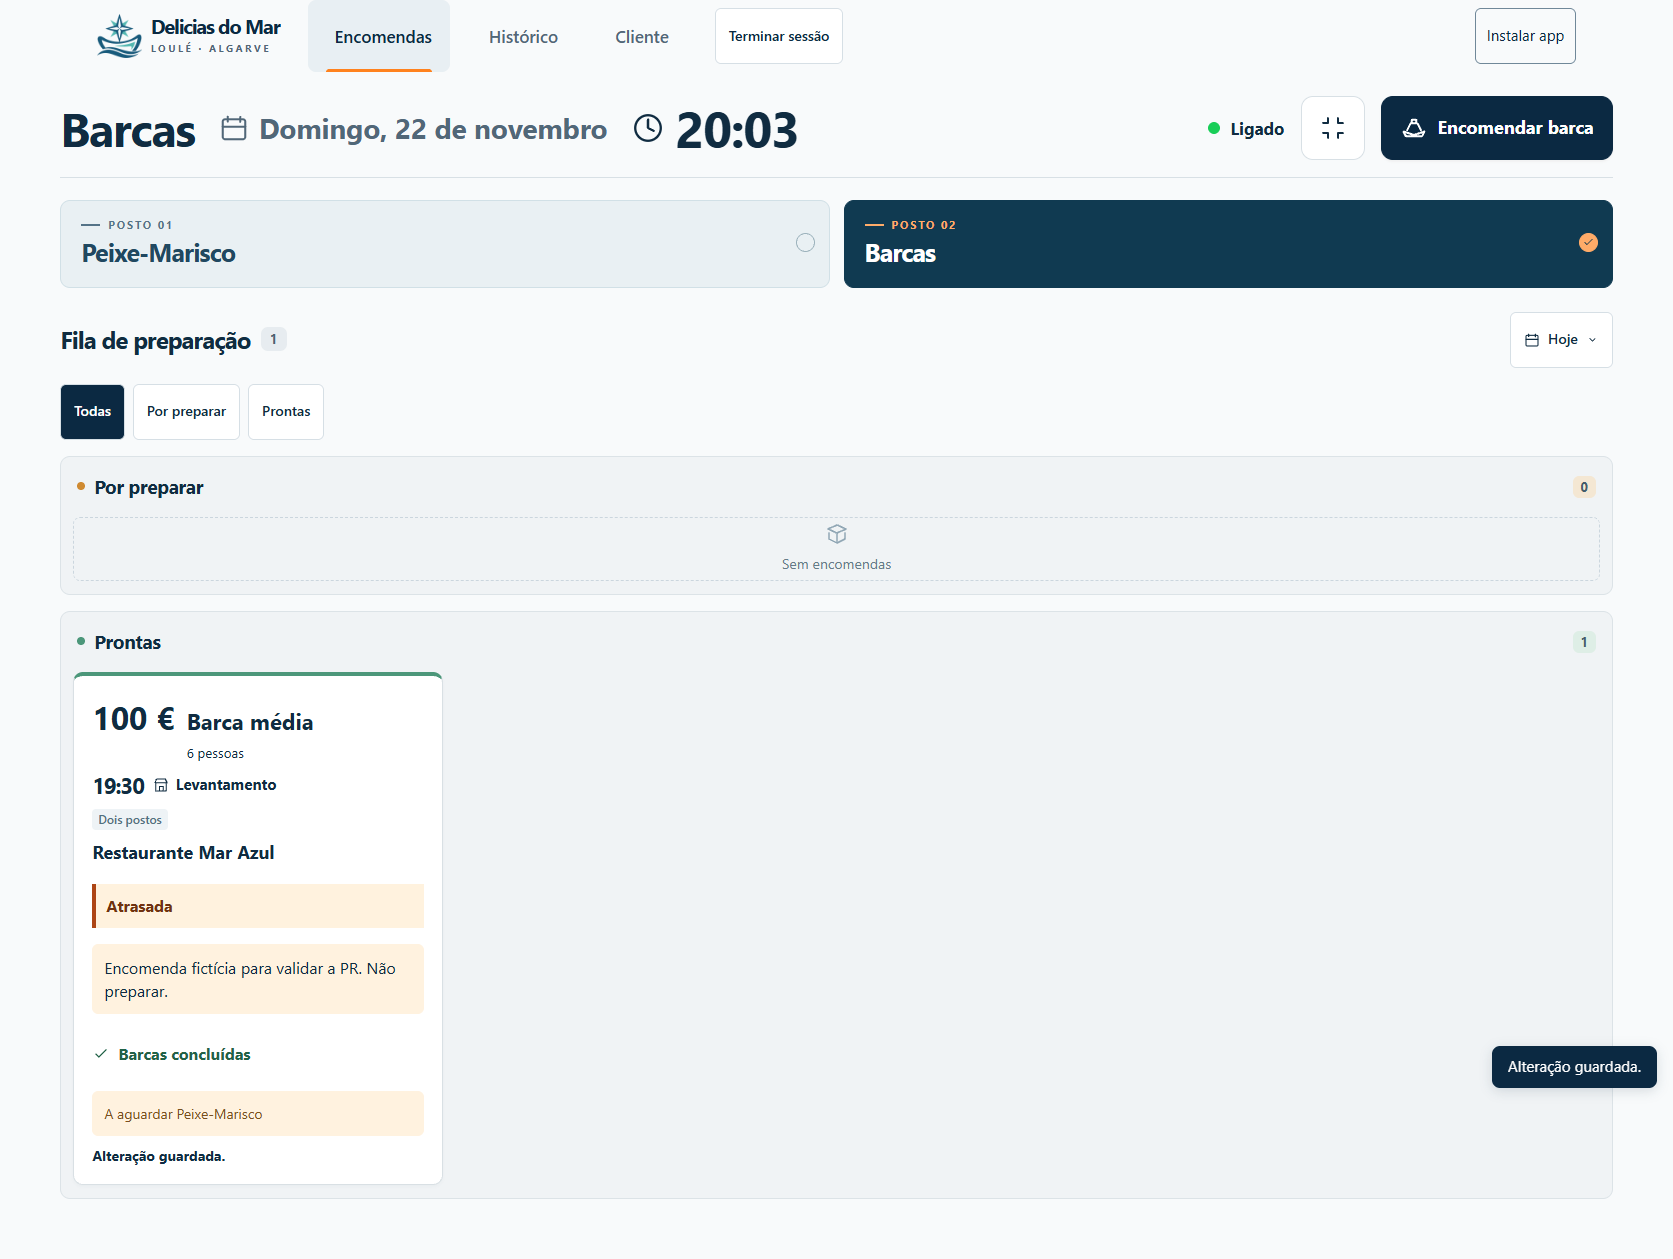 Delicias do Mar
LOULÉ · ALGARVE
Encomendas
Histórico
Cliente
Terminar sessão
Instalar app
Barcas
Domingo, 22 de novembro
20:03
Ligado
Encomendar barca
POSTO 01
Peixe-Marisco
POSTO 02
Barcas
Fila de preparação
1
Hoje
Todas
Por preparar
Prontas
Por preparar
0
Sem encomendas
Prontas
1
100 € Barca média
6 pessoas
19:30 Levantamento
Dois postos
Restaurante Mar Azul
Atrasada
Encomenda fictícia para validar a PR. Não
preparar.
Barcas concluídas
Alteração guardada.
A aguardar Peixe-Marisco
Alteração guardada.